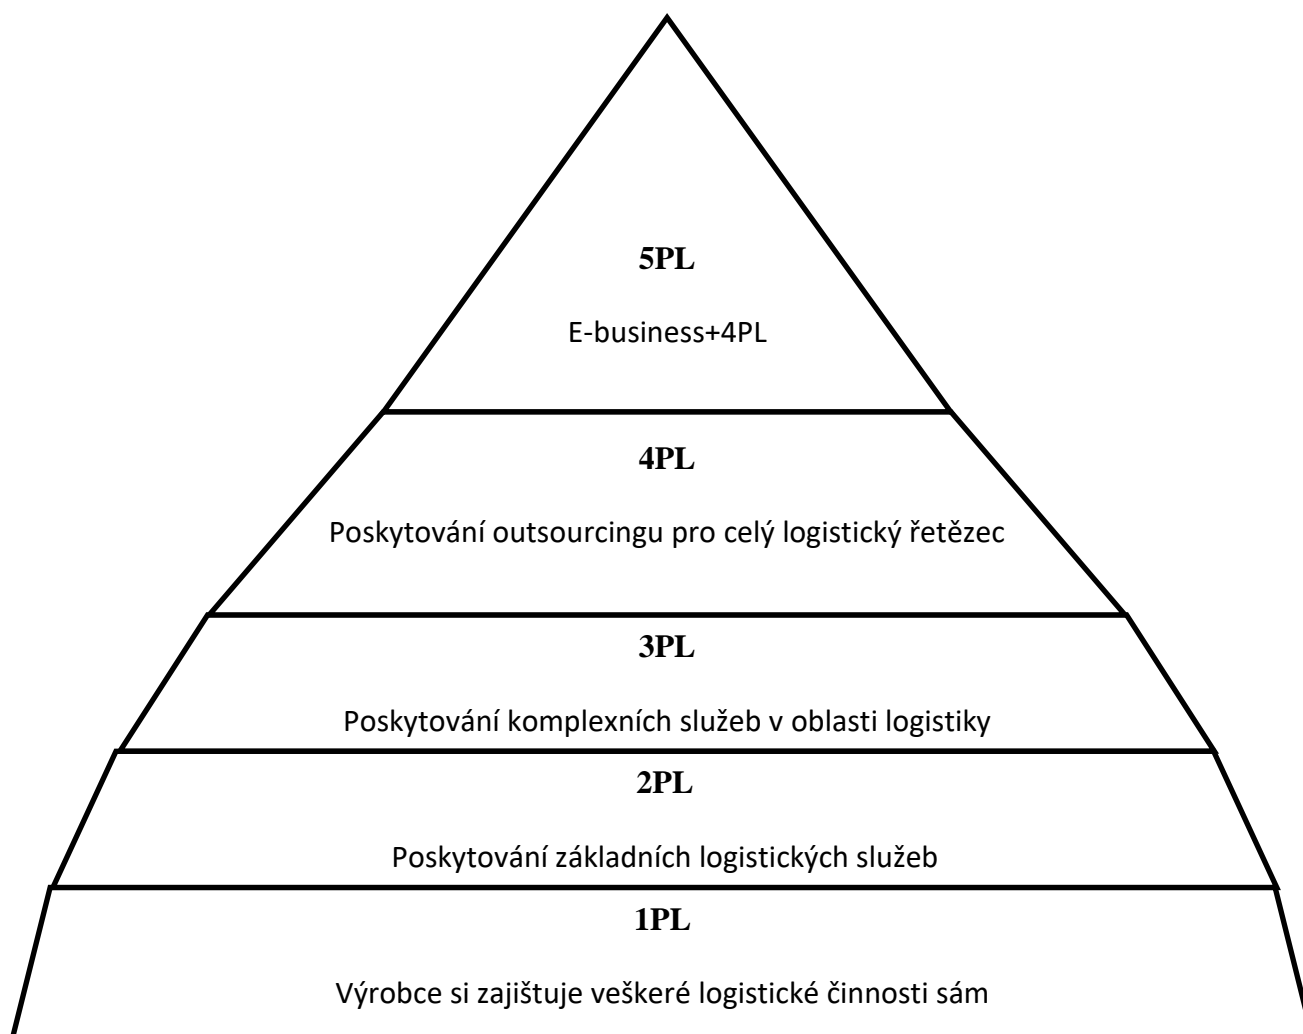 5PL
E-business+4PL
4PL
Poskytování outsourcingu pro celý logistický řetězec
3PL
Poskytování komplexních služeb v oblasti logistiky
2PL
Poskytování základních logistických služeb
1PL
Výrobce si zajištuje veškeré logistické činnosti sám